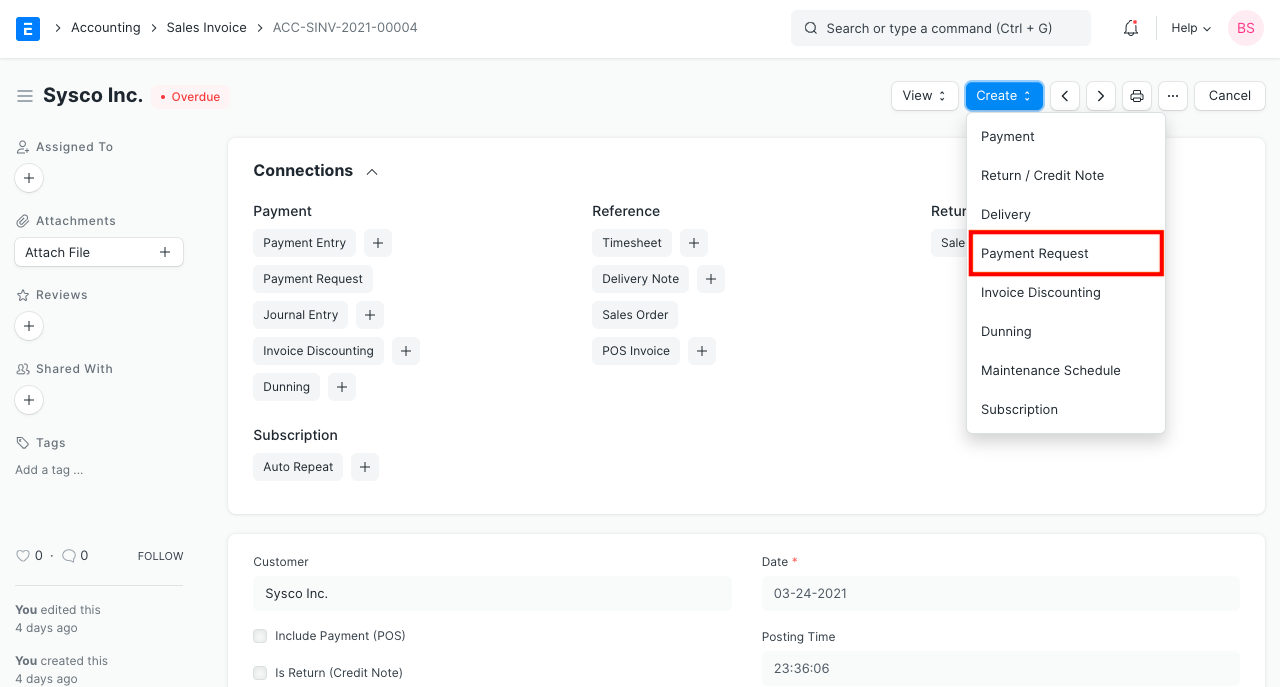 E
Accounting
Sales Invoice
ACC-SINV-2021-00004
Search or type a command (Ctrl + G)
Help
BS
Sysco Inc.
Overdue
View
Create
...
Cancel
Assigned To
Attachments
Attach File
Reviews
Shared With
Tags
Add a tag ...
0 · 0
FOLLOW
You edited this
4 days ago
You created this
4 days ago
Connections
Payment
Payment Entry
Payment Request
Journal Entry
Invoice Discounting
Dunning
Subscription
Auto Repeat
Reference
Timesheet
Delivery Note
Sales Order
POS Invoice
Retur
Sale
Payment
Return / Credit Note
Delivery
Payment Request
Invoice Discounting
Dunning
Maintenance Schedule
Subscription
Customer
Sysco Inc.
Include Payment (POS)
Is Return (Credit Note)
Date *
03-24-2021
Posting Time
23:36:06